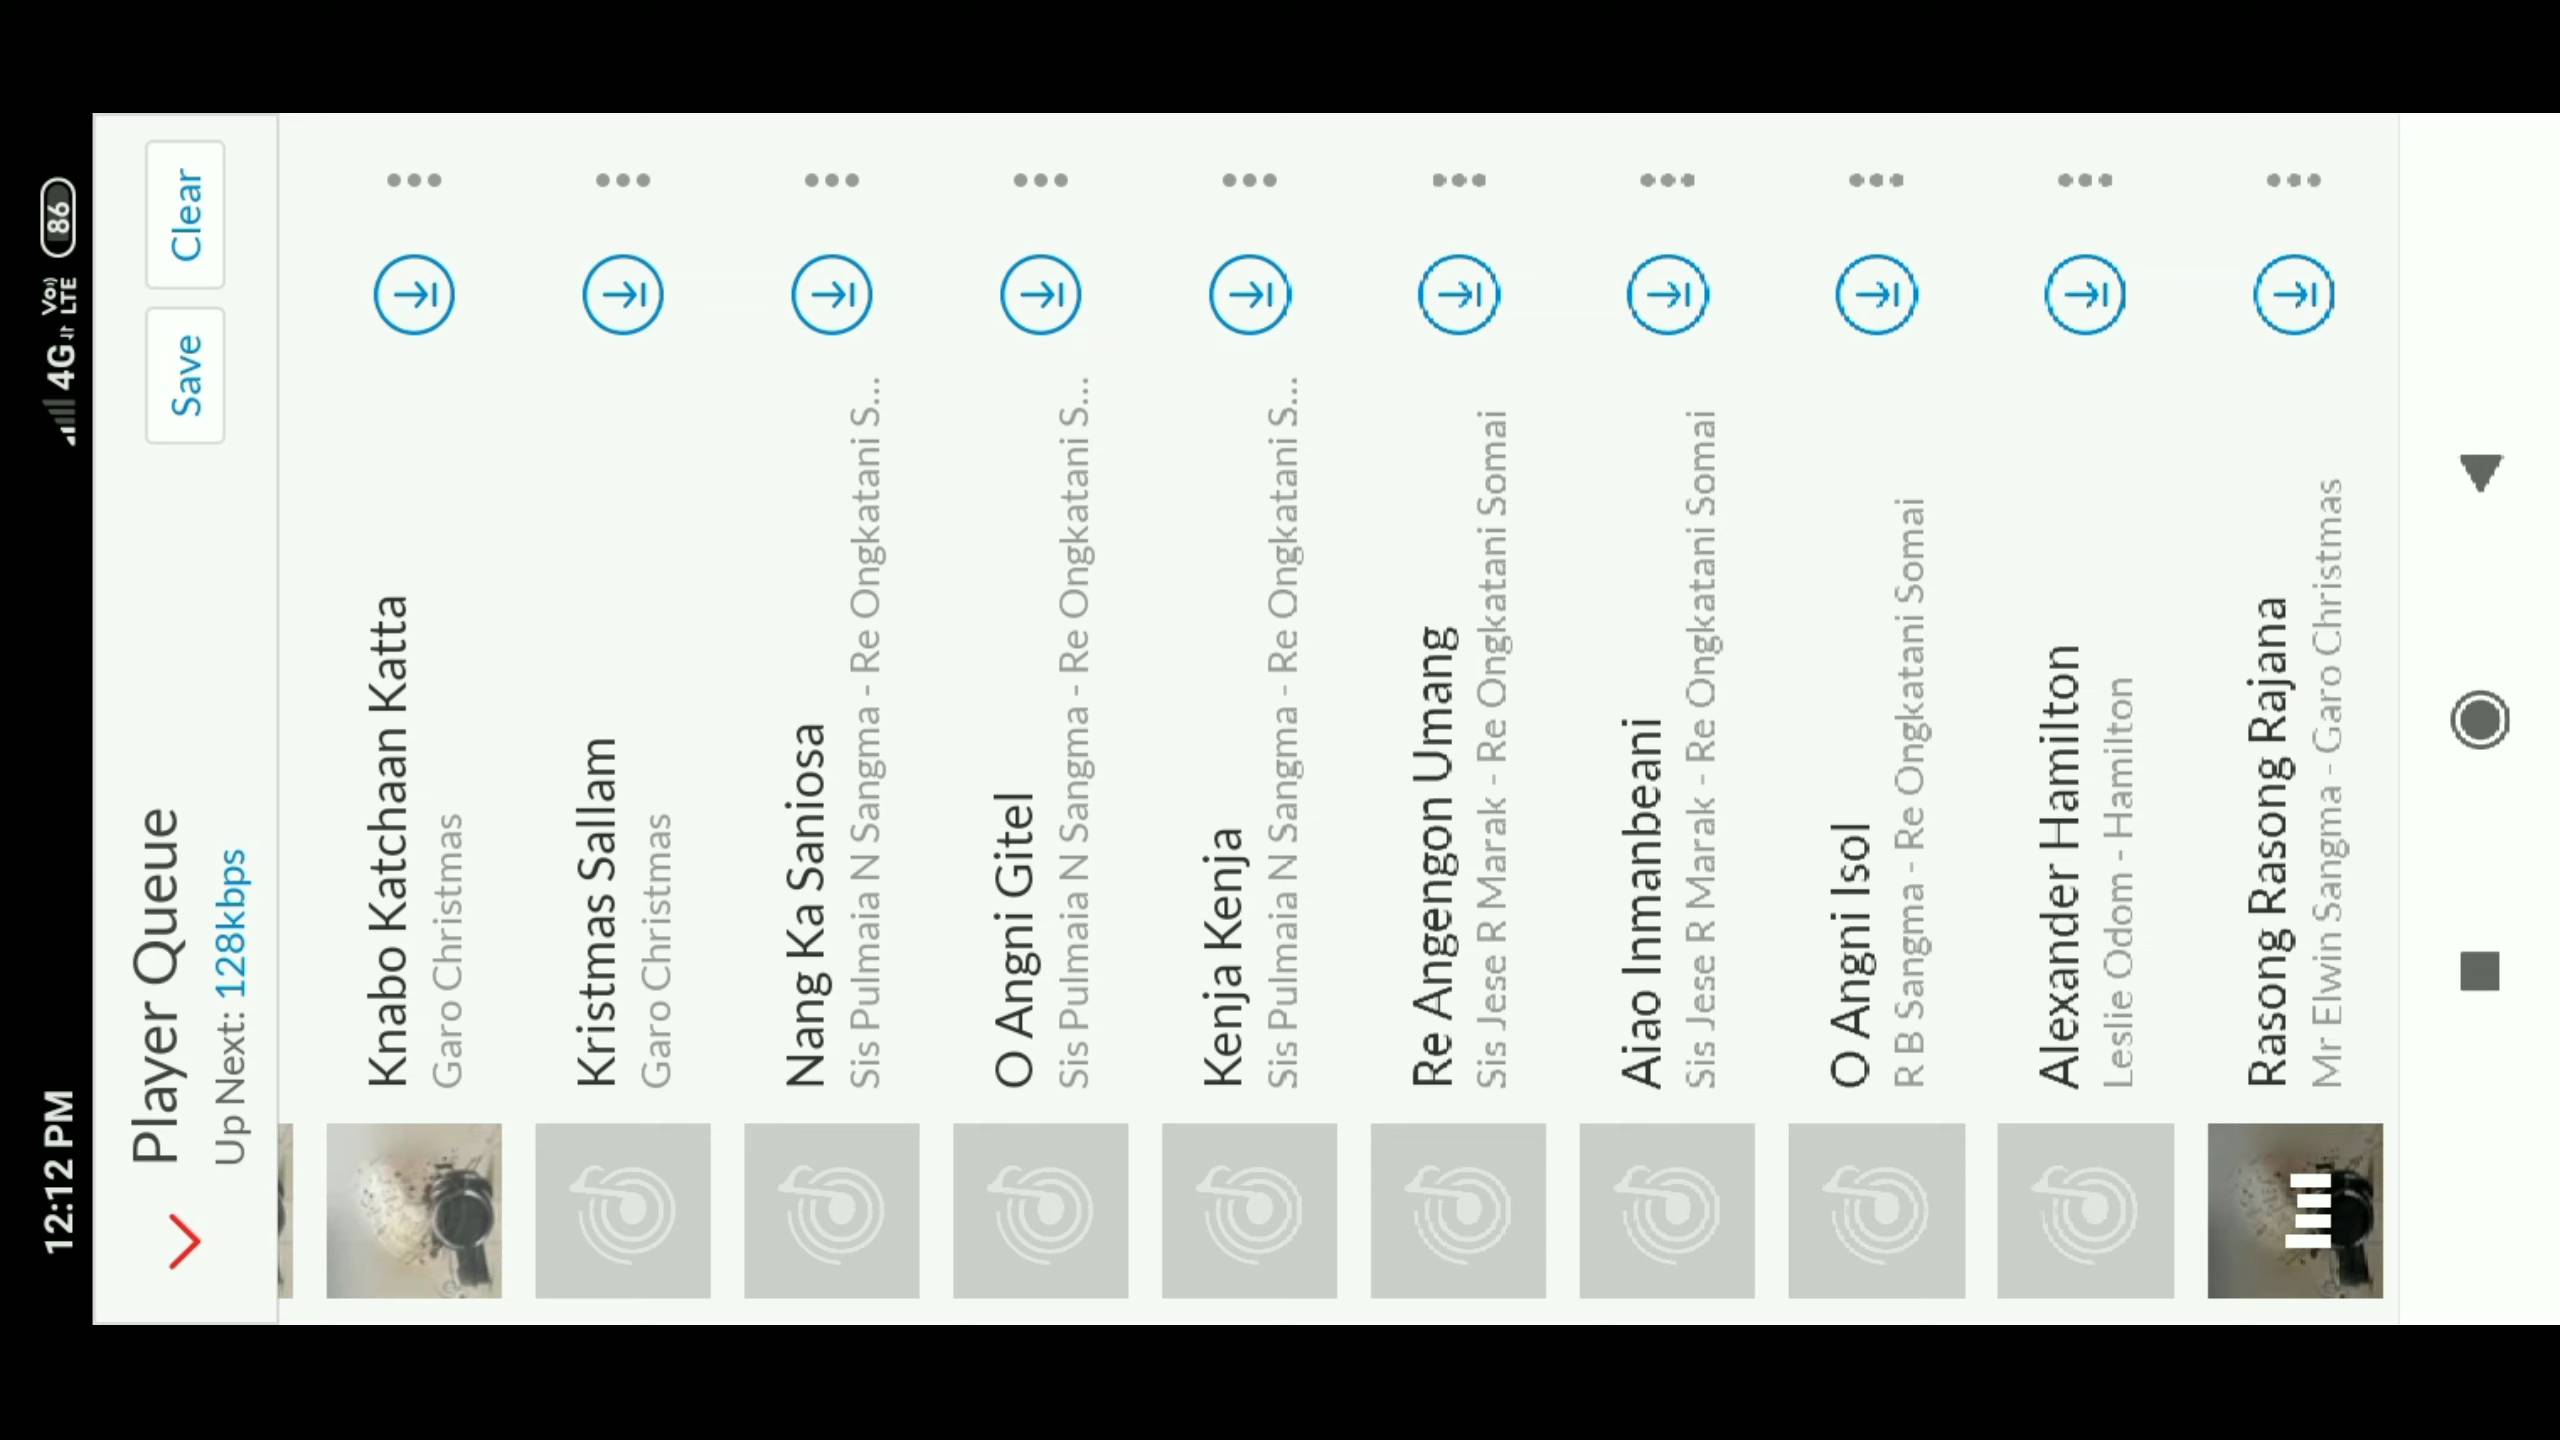 12:12 PM
4G Vo) LTE 86
Player Queue
Up Next: 128kbps
Save
Clear
Knabo Katchaan Katta
Garo Christmas
Kristmas Sallam
Garo Christmas
Nang Ka Saniosa
Sis Pulmaia N Sangma - Re Ongkatani S...
O Angni Gitel
Sis Pulmaia N Sangma - Re Ongkatani S...
Kenja Kenja
Sis Pulmaia N Sangma - Re Ongkatani S...
Re Angengon Umang
Sis Jese R Marak - Re Ongkatani Somai
Aiao Inmanbeani
Sis Jese R Marak - Re Ongkatani Somai
O Angni Isol
R B Sangma - Re Ongkatani Somai
Alexander Hamilton
Leslie Odom - Hamilton
Rasong Rasong Rajana
Mr Elwin Sangma - Garo Christmas